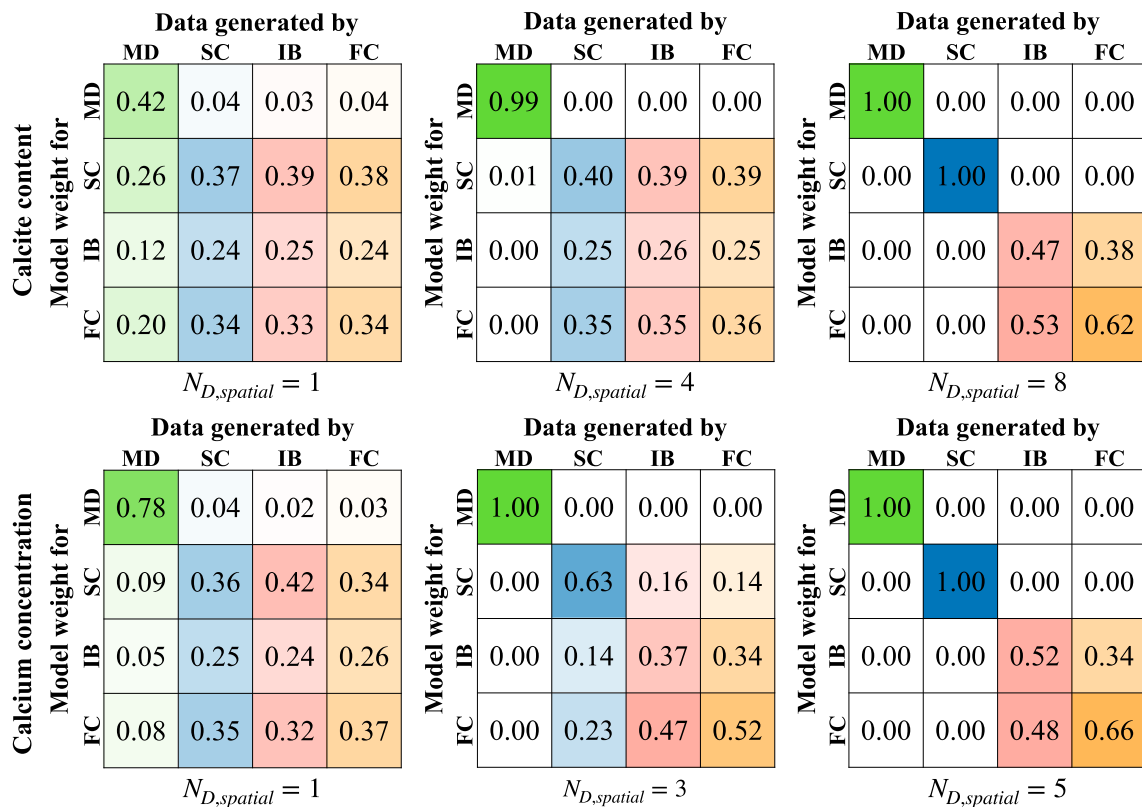 Data generated by
MD SC IB FC
Calcite content
Model weight for
MD 0.42 0.04 0.03 0.04
SC 0.26 0.37 0.39 0.38
IB 0.12 0.24 0.25 0.24
FC 0.20 0.34 0.33 0.34
N_{D,spatial} = 1
Data generated by
MD SC IB FC
Model weight for
MD 0.99 0.00 0.00 0.00
SC 0.01 0.40 0.39 0.39
IB 0.00 0.25 0.26 0.25
FC 0.00 0.35 0.35 0.36
N_{D,spatial} = 4
Data generated by
MD SC IB FC
Model weight for
MD 1.00 0.00 0.00 0.00
SC 0.00 1.00 0.00 0.00
IB 0.00 0.00 0.47 0.38
FC 0.00 0.00 0.53 0.62
N_{D,spatial} = 8
Data generated by
MD SC IB FC
Calcium concentration
Model weight for
MD 0.78 0.04 0.02 0.03
SC 0.09 0.36 0.42 0.34
IB 0.05 0.25 0.24 0.26
FC 0.08 0.35 0.32 0.37
N_{D,spatial} = 1
Data generated by
MD SC IB FC
Model weight for
MD 1.00 0.00 0.00 0.00
SC 0.00 0.63 0.16 0.14
IB 0.00 0.14 0.37 0.34
FC 0.00 0.23 0.47 0.52
N_{D,spatial} = 3
Data generated by
MD SC IB FC
Model weight for
MD 1.00 0.00 0.00 0.00
SC 0.00 1.00 0.00 0.00
IB 0.00 0.00 0.52 0.34
FC 0.00 0.00 0.48 0.66
N_{D,spatial} = 5